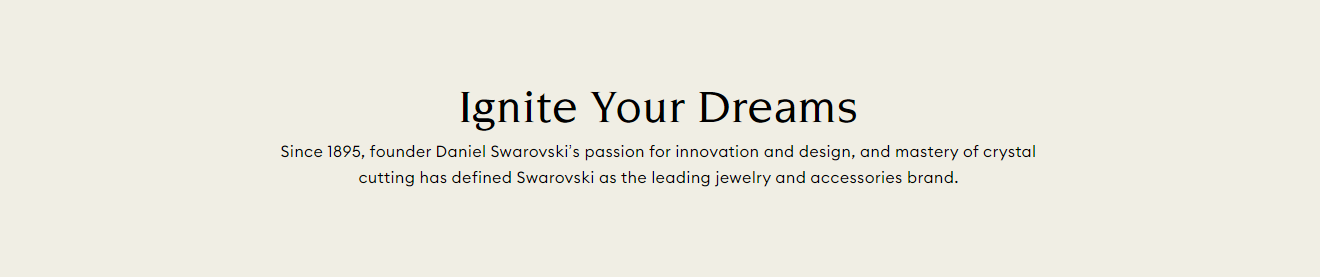 Ignite Your Dreams
Since 1895, founder Daniel Swarovski's passion for innovation and design, and mastery of crystal
cutting has defined Swarovski as the leading jewelry and accessories brand.